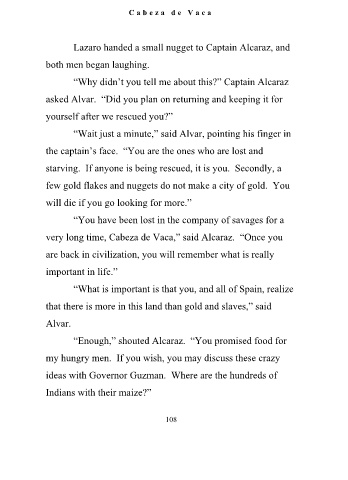 Cabeza de Vaca
Lazaro handed a small nugget to Captain Alcaraz, and
both men began laughing.
“Why didn’t you tell me about this?” Captain Alcaraz
asked Alvar. “Did you plan on returning and keeping it for
yourself after we rescued you?”
“Wait just a minute,” said Alvar, pointing his finger in
the captain’s face. “You are the ones who are lost and
starving. If anyone is being rescued, it is you. Secondly, a
few gold flakes and nuggets do not make a city of gold. You
will die if you go looking for more.”
“You have been lost in the company of savages for a
very long time, Cabeza de Vaca,” said Alcaraz. “Once you
are back in civilization, you will remember what is really
important in life.”
“What is important is that you, and all of Spain, realize
that there is more in this land than gold and slaves,” said
Alvar.
“Enough,” shouted Alcaraz. “You promised food for
my hungry men. If you wish, you may discuss these crazy
ideas with Governor Guzman. Where are the hundreds of
Indians with their maize?”
108